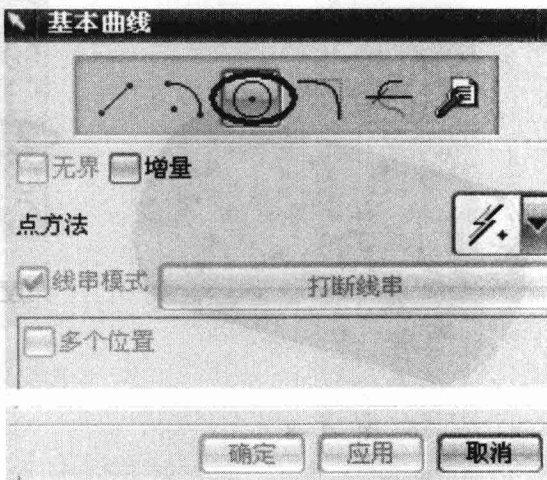 基本曲线
无界 增量
点方法
线串模式 打断线串
多个位置
确定 应用 取消